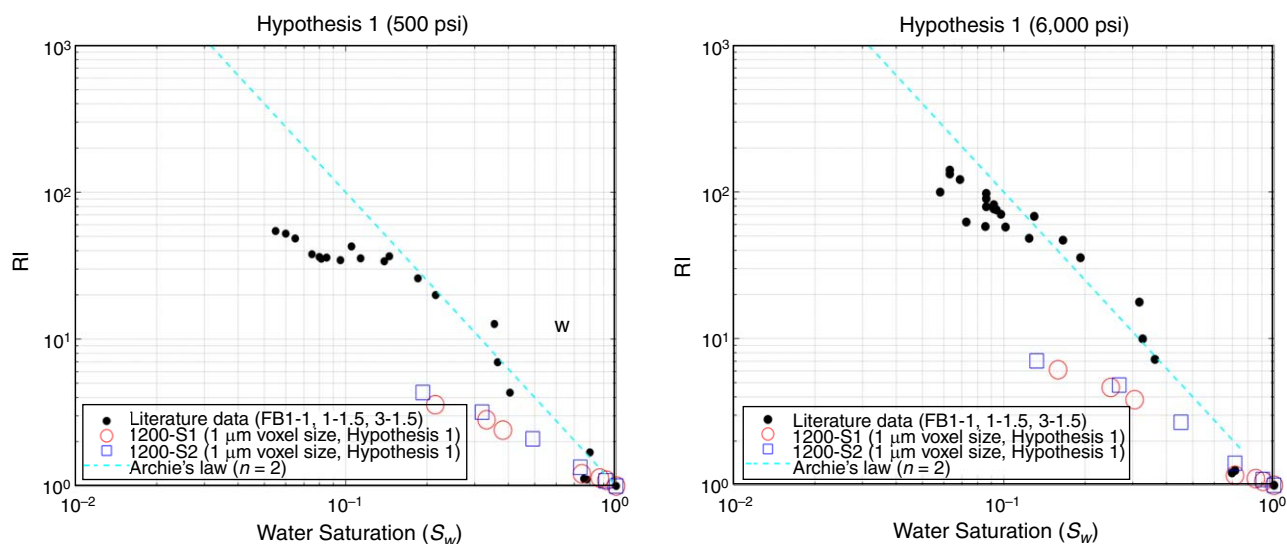 Hypothesis 1 (500 psi)
10³
10²
10¹
10⁰
RI
w
Literature data (FB1-1, 1-1.5, 3-1.5)
1200-S1 (1 μm voxel size, Hypothesis 1)
1200-S2 (1 μm voxel size, Hypothesis 1)
Archie's law (n = 2)
10⁻² 10⁻¹ 10⁰
Water Saturation (Sw)
Hypothesis 1 (6,000 psi)
10³
10²
10¹
10⁰
RI
Literature data (FB1-1, 1-1.5, 3-1.5)
1200-S1 (1 μm voxel size, Hypothesis 1)
1200-S2 (1 μm voxel size, Hypothesis 1)
Archie's law (n = 2)
10⁻² 10⁻¹ 10⁰
Water Saturation (Sw)